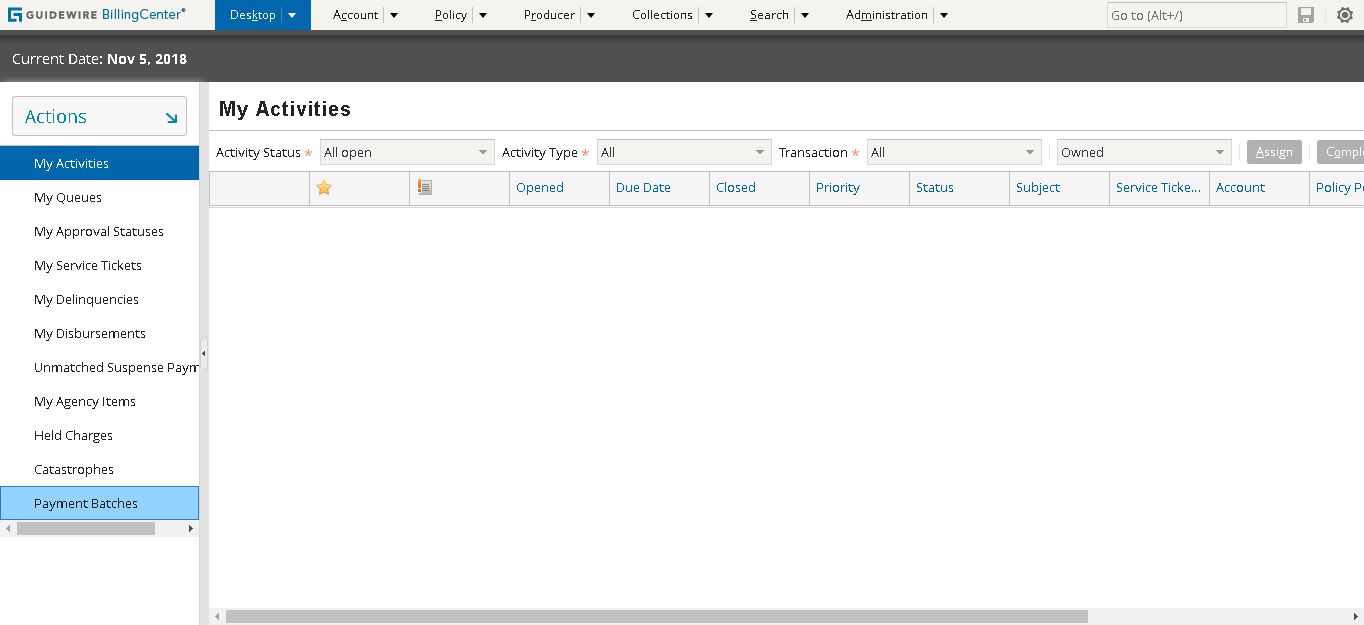 GUIDEWIRE BillingCenter® Desktop Account Policy Producer Collections Search Administration Go to (Alt+/)
Current Date: Nov 5, 2018
Actions
My Activities
My Queues
My Approval Statuses
My Service Tickets
My Delinquencies
My Disbursements
Unmatched Suspense Paym
My Agency Items
Held Charges
Catastrophes
Payment Batches
My Activities
Activity Status * All open Activity Type * All Transaction * All Owned Assign Comple
Opened Due Date Closed Priority Status Subject Service Ticke... Account Policy Pe